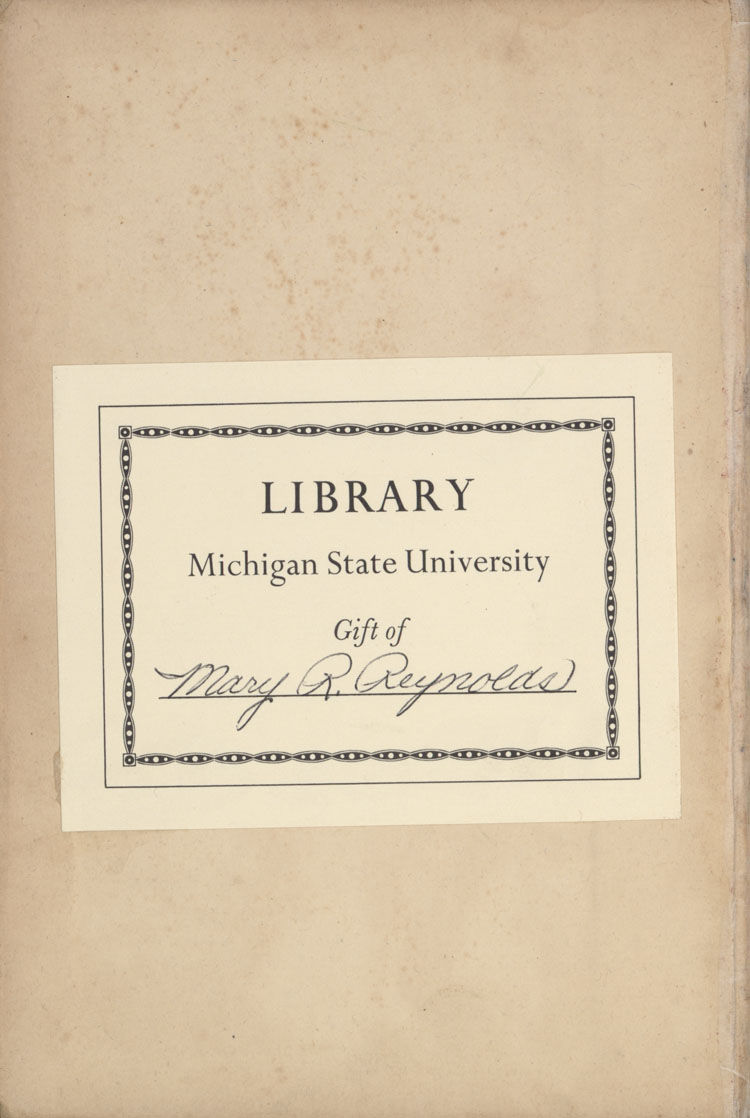 LIBRARY
Michigan State University
Gift of
Mary R. Reynolds